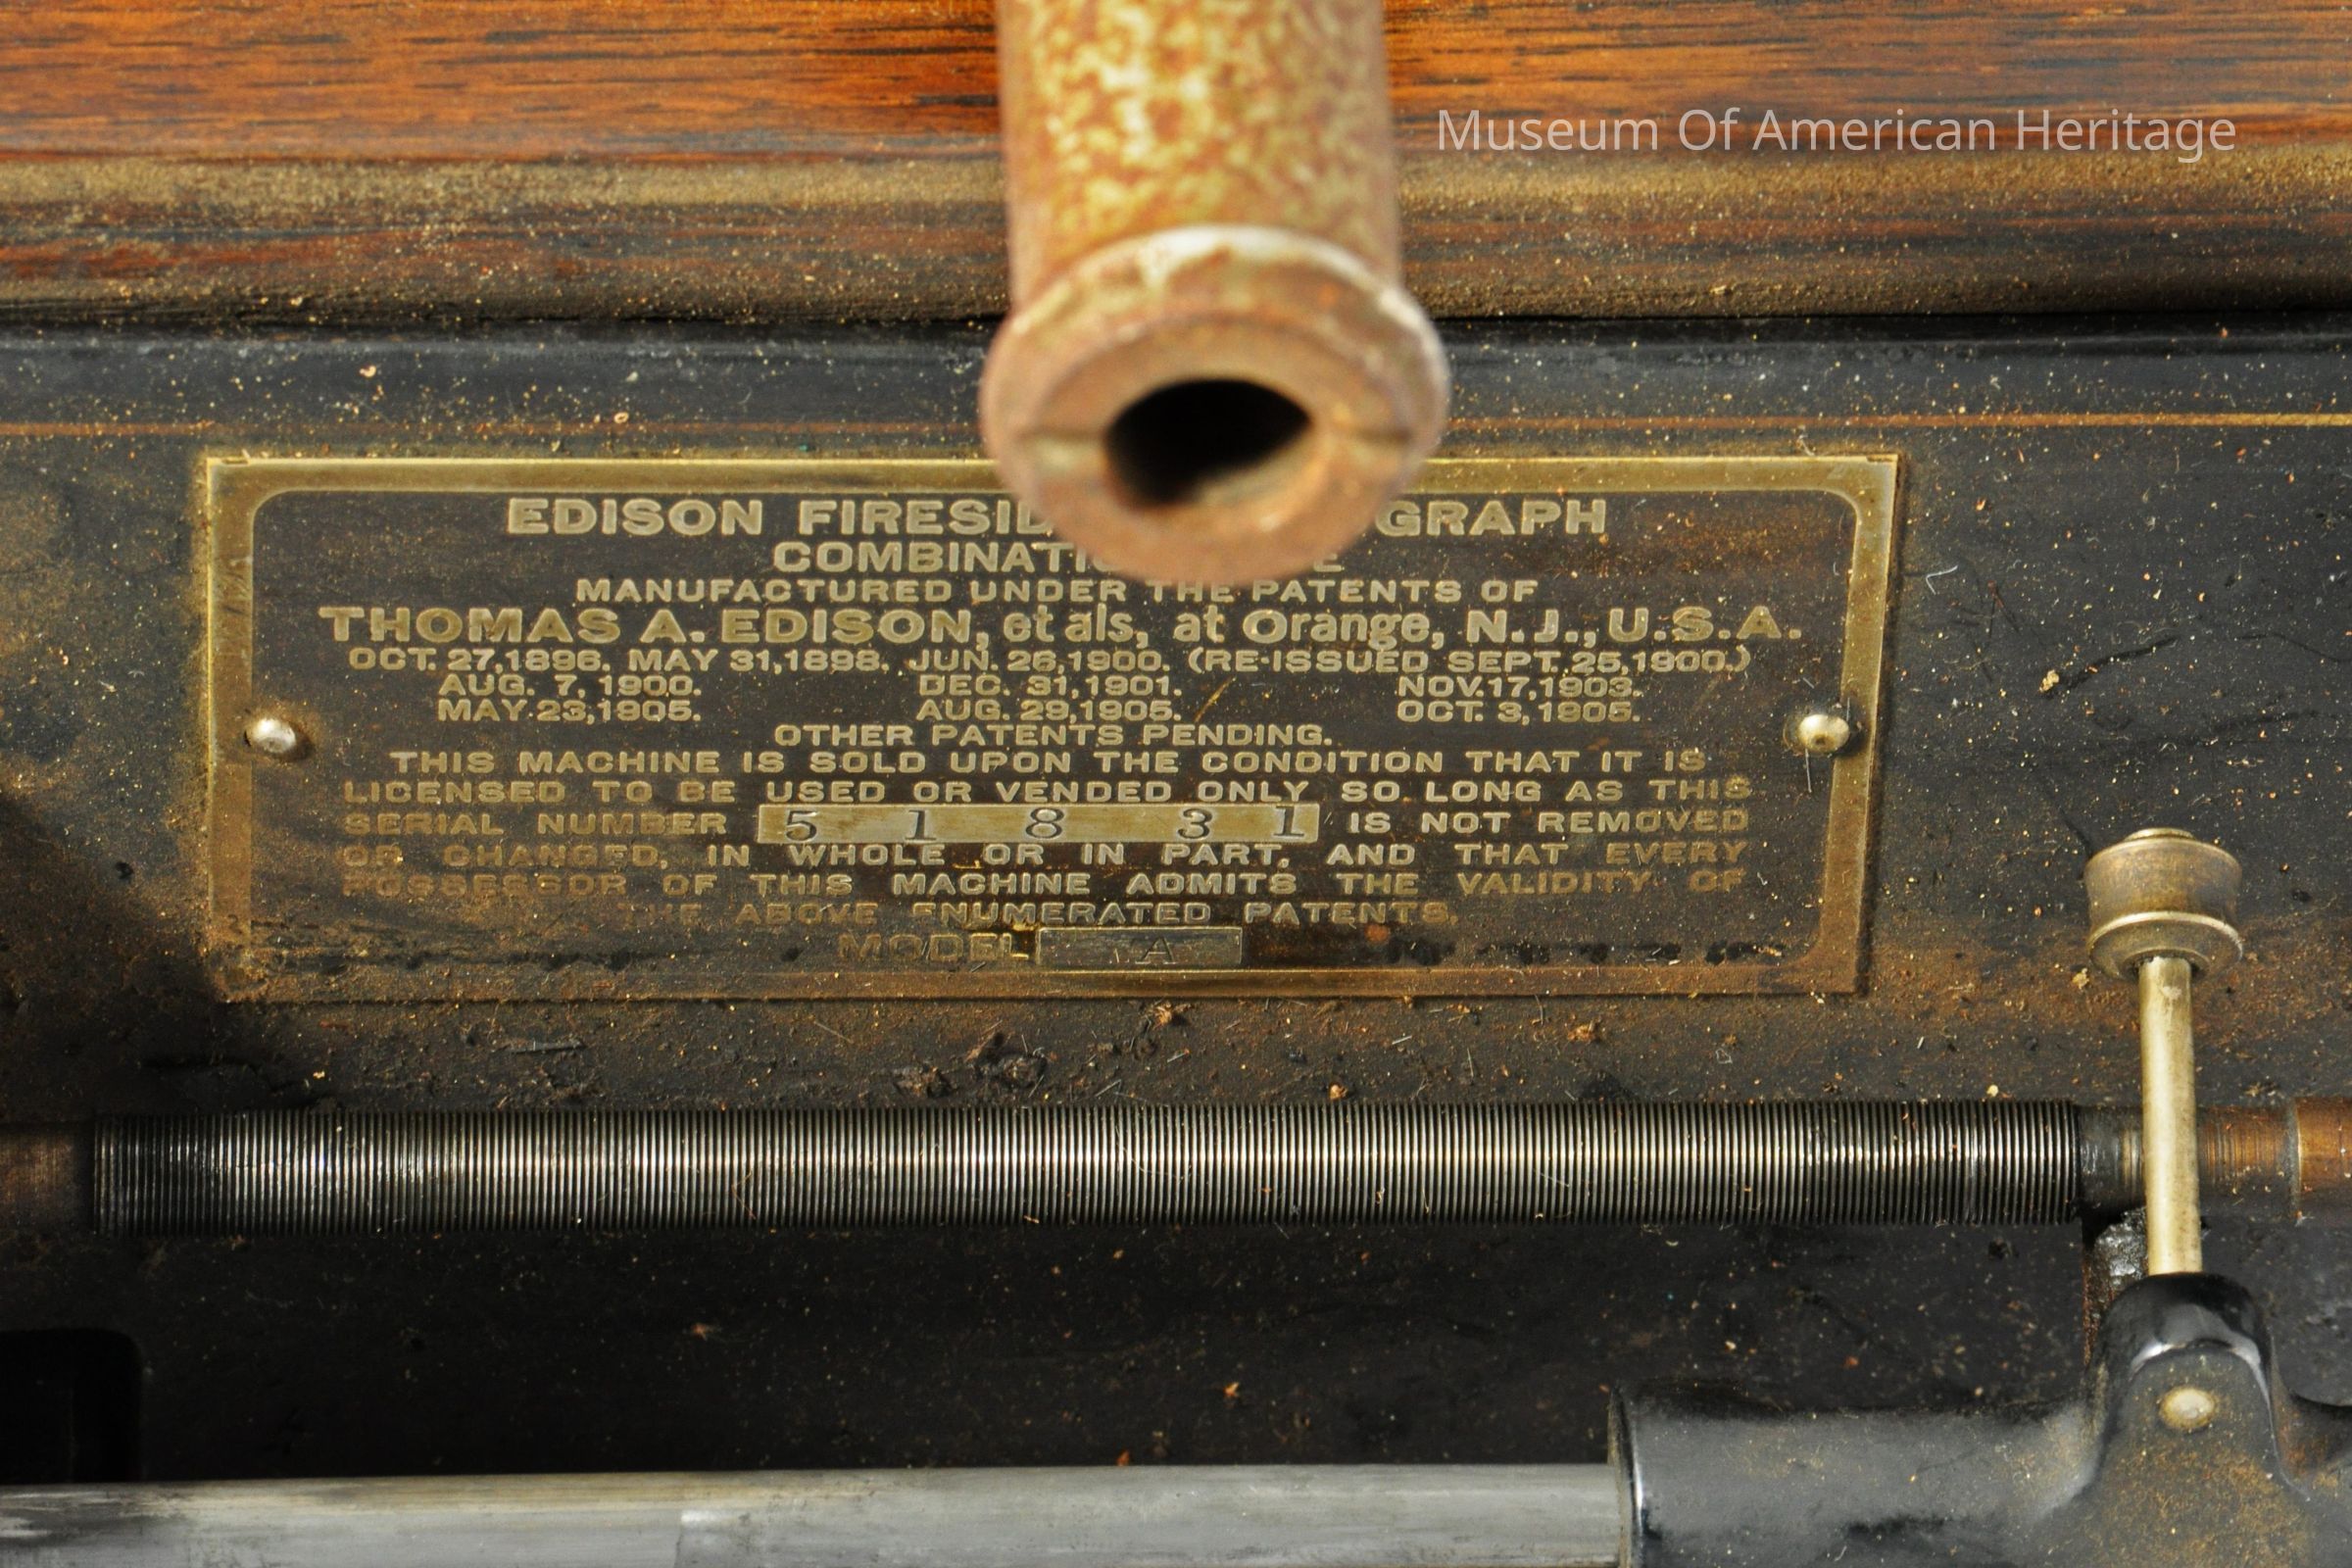 Museum Of American Heritage
EDISON FIRESID GRAPH
COMBINATI E
MANUFACTURED UNDER THE PATENTS OF
THOMAS A. EDISON, et als, at Orange, N.J., U.S.A.
OCT. 27,1896. MAY 31,1898. JUN. 26,1900. (RE-ISSUED SEPT.25,1900.)
AUG. 7, 1900. DEC. 31,1901. NOV.17,1903.
MAY 23,1905. AUG. 29,1905. OCT. 3,1905.
OTHER PATENTS PENDING.
THIS MACHINE IS SOLD UPON THE CONDITION THAT IT IS
LICENSED TO BE USED OR VENDED ONLY SO LONG AS THIS
SERIAL NUMBER 5 1 8 3 1 IS NOT REMOVED
OR CHANGED, IN WHOLE OR IN PART, AND THAT EVERY
POSSESSOR OF THIS MACHINE ADMITS THE VALIDITY OF
THE ABOVE ENUMERATED PATENTS.
MODEL A